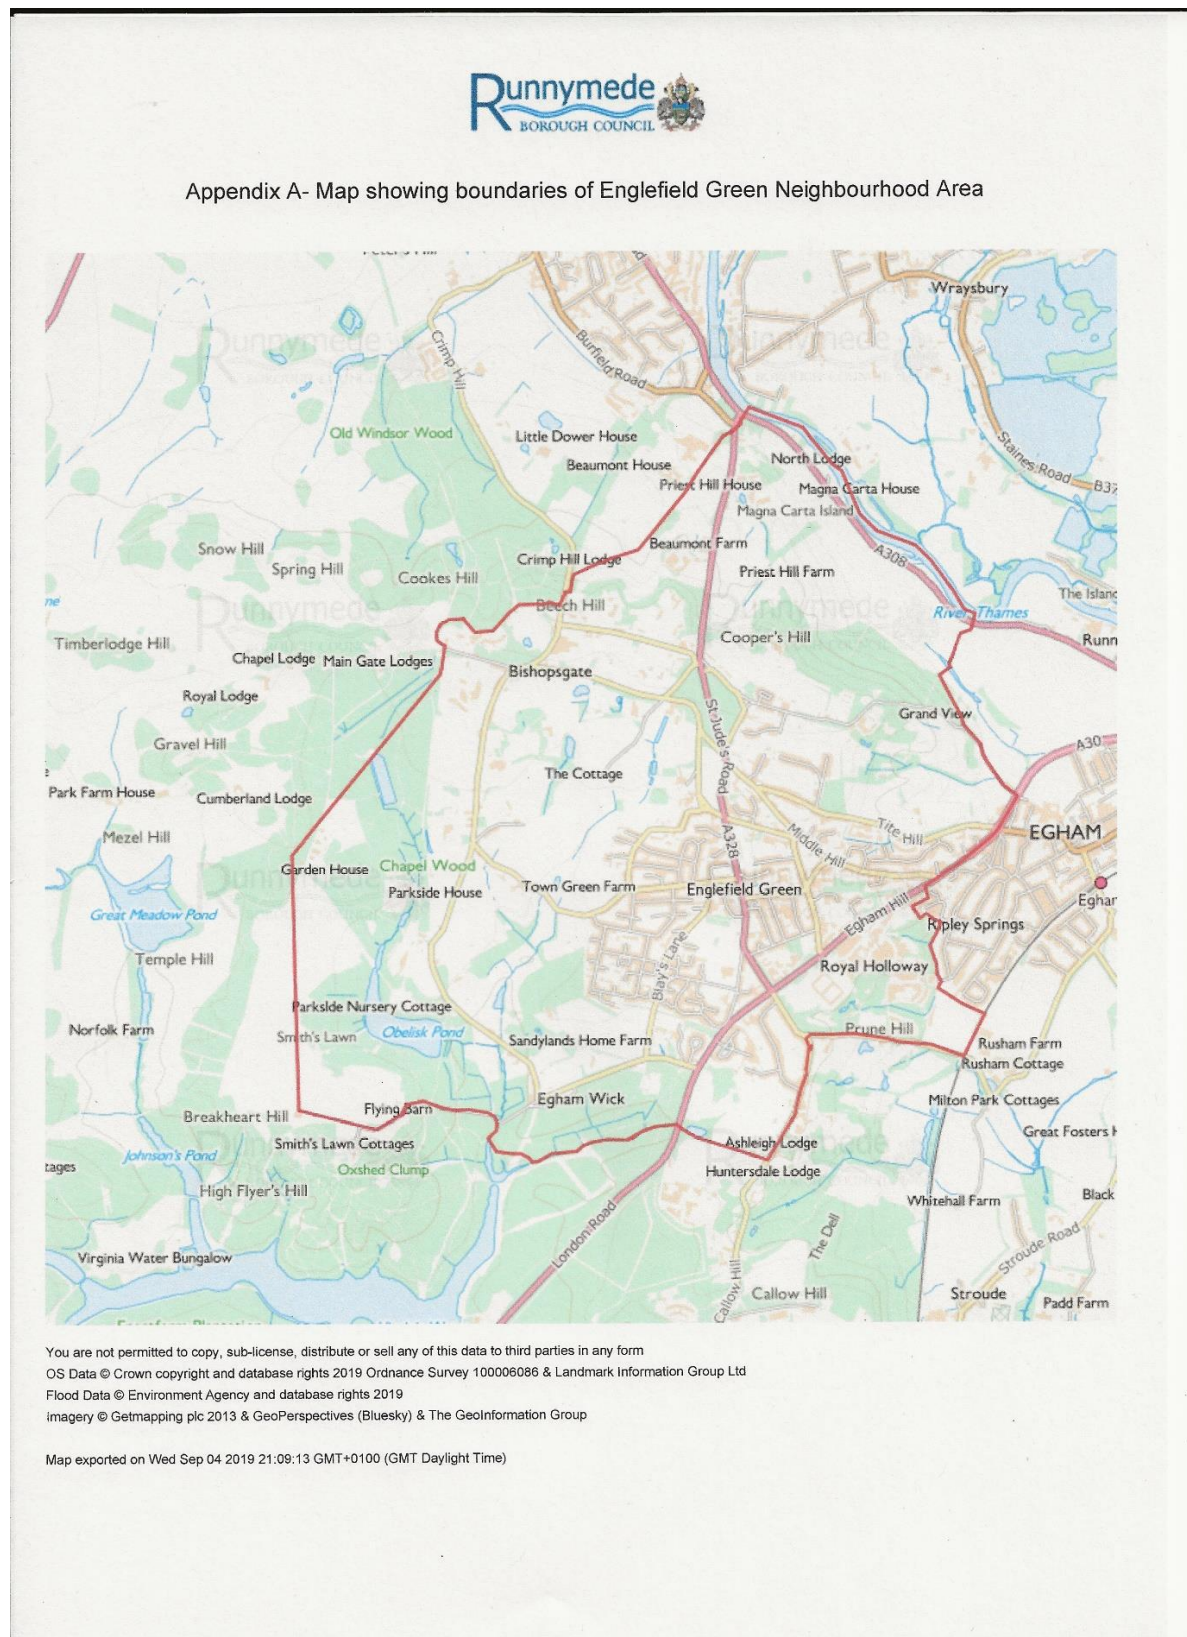 Runnymede
BOROUGH COUNCIL
Appendix A- Map showing boundaries of Englefield Green Neighbourhood Area
Wraysbury
Crimp Hill
Burfield Road
Old Windsor Wood
Little Dower House
Staines Road
Beaumont House
North Lodge
Priest Hill House
Magna Carta House
B37
Magna Carta Island
Snow Hill
Beaumont Farm
A308
Crimp Hill Lodge
Spring Hill
Cookes Hill
Priest Hill Farm
The Islanc
Beech Hill
River Thames
Timberlodge Hill
Cooper's Hill
Runn
Chapel Lodge
Main Gate Lodges
Bishopsgate
Royal Lodge
St Jude's Road
Grand View
Gravel Hill
A30
The Cottage
Park Farm House
Cumberland Lodge
Mezel Hill
A328
Middle Hill
Tite Hill
EGHAM
Garden House
Chapel Wood
Parkside House
Town Green Farm
Englefield Green
Eghar
Great Meadow Pond
Egham Hill
Ripley Springs
Temple Hill
Blay's Lane
Royal Holloway
Parkside Nursery Cottage
Norfolk Farm
Smith's Lawn
Obelisk Pond
Sandylands Home Farm
Prune Hill
Rusham Farm
Rusham Cottage
Breakheart Hill
Flying Barn
Egham Wick
Milton Park Cottages
Smith's Lawn Cottages
Ashleigh Lodge
Great Fosters H
Johnson's Pond
tages
Oxshed Clump
Huntersdale Lodge
High Flyer's Hill
Whitehall Farm
Black
London Road
The Dell
Stroude Road
Virginia Water Bungalow
Callow Hill
Callow Hill
Stroude
Padd Farm
You are not permitted to copy, sub-license, distribute or sell any of this data to third parties in any form
OS Data © Crown copyright and database rights 2019 Ordnance Survey 100006086 & Landmark Information Group Ltd
Flood Data © Environment Agency and database rights 2019
Imagery © Getmapping plc 2013 & GeoPerspectives (Bluesky) & The GeoInformation Group
Map exported on Wed Sep 04 2019 21:09:13 GMT+0100 (GMT Daylight Time)